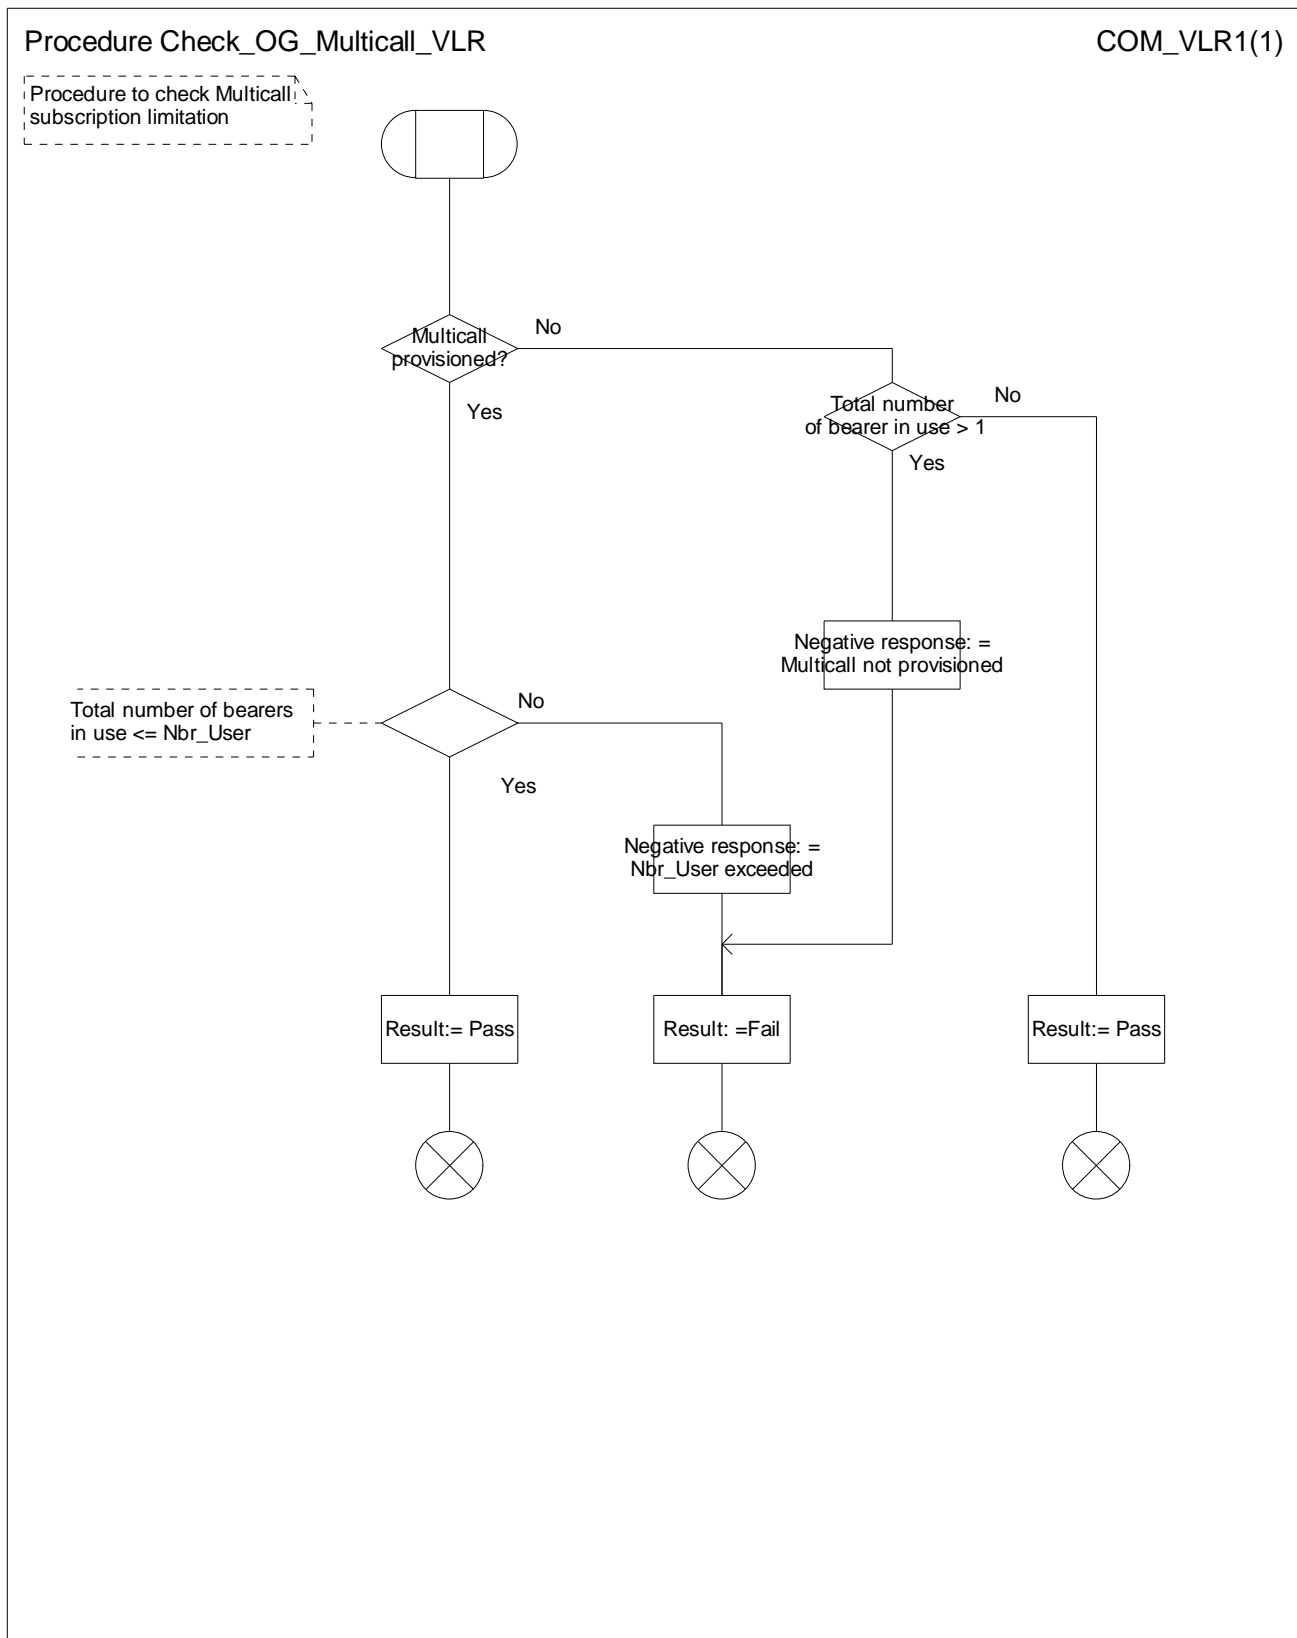 Procedure Check_OG_Multicall_VLR
COM_VLR1(1)
Procedure to check Multicall
subscription limitation
Multicall
provisioned?
No
Yes
Total number
of bearer in use > 1
No
Yes
Negative response: =
Multicall not provisioned
Total number of bearers
in use <= Nbr_User
No
Yes
Negative response: =
Nbr_User exceeded
Result:= Pass
Result: =Fail
Result:= Pass